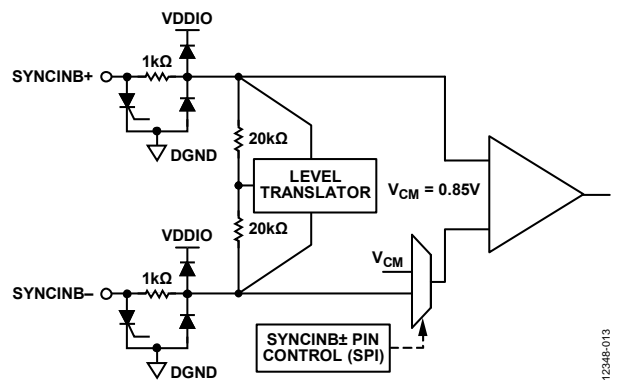 VDDIO
1kΩ
SYNCINB+
DGND
20kΩ
LEVEL
TRANSLATOR
VCM = 0.85V
20kΩ
VDDIO
VCM
1kΩ
SYNCINB–
DGND
SYNCINB± PIN
CONTROL (SPI)
12348-013